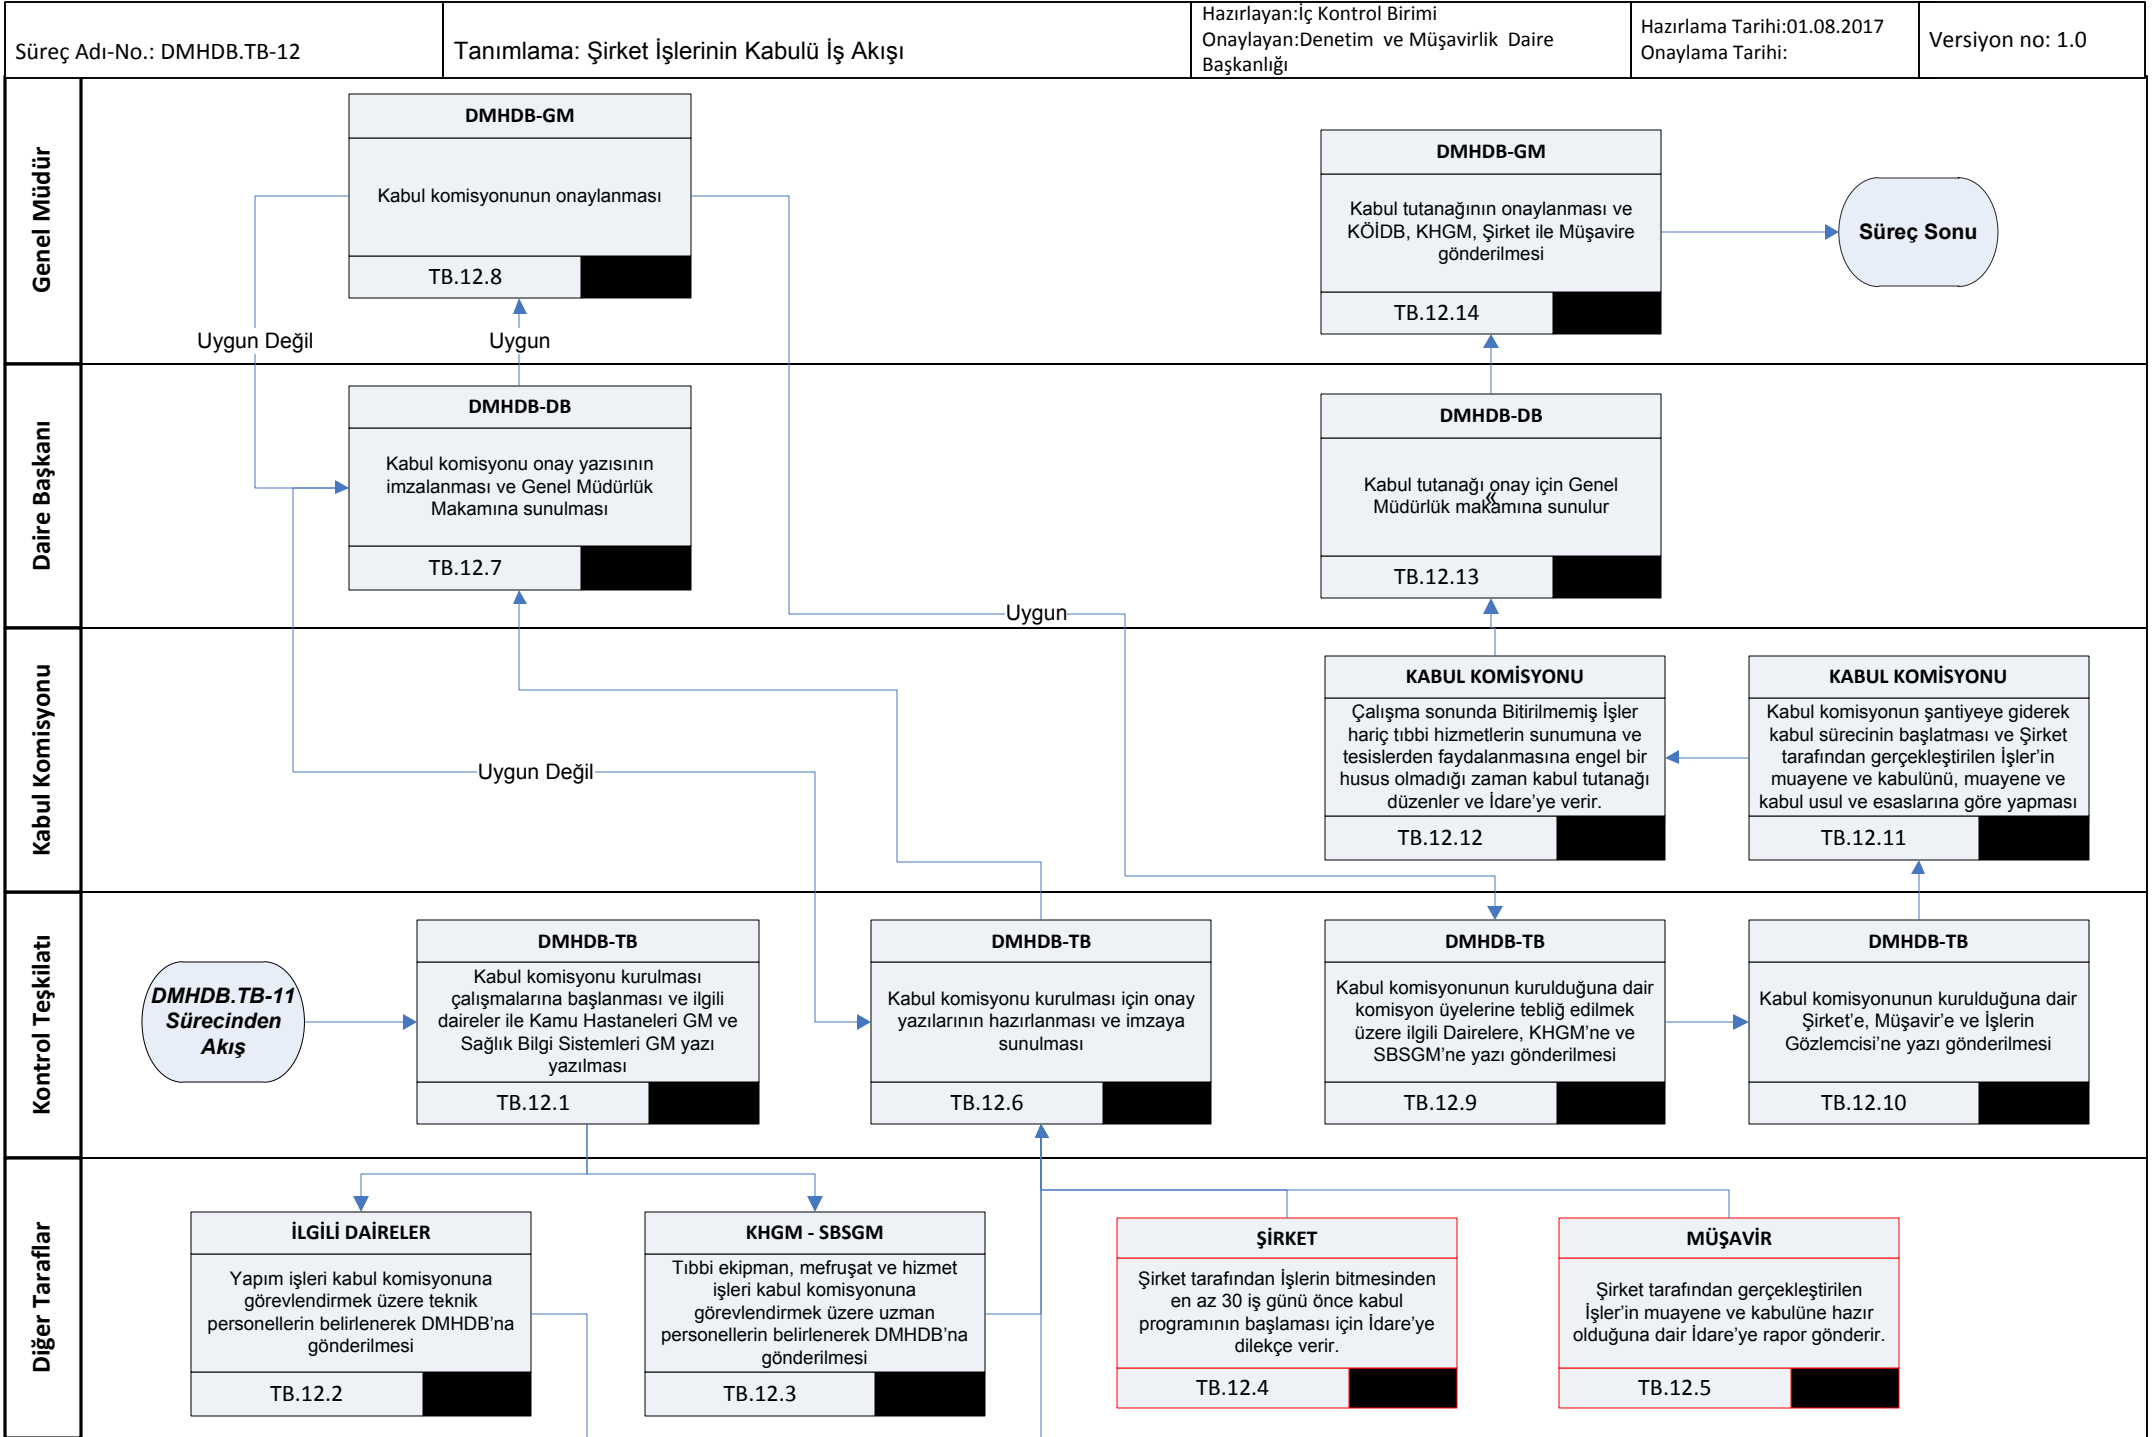 Süreç Adı-No.: DMHDB.TB-12
Tanımlama: Şirket İşlerinin Kabulü İş Akışı
Hazırlayan:İç Kontrol Birimi
Onaylayan:Denetim ve Müşavirlik Daire
Başkanlığı
Hazırlama Tarihi:01.08.2017
Onaylama Tarihi:
Versiyon no: 1.0
Genel Müdür
DMHDB-GM
Kabul komisyonunun onaylanması
TB.12.8
DMHDB-GM
Kabul tutanağının onaylanması ve
KÖİDB, KHGM, Şirket ile Müşavire
gönderilmesi
TB.12.14
Süreç Sonu
Uygun Değil
Uygun
Daire Başkanı
DMHDB-DB
Kabul komisyonu onay yazısının
imzalanması ve Genel Müdürlük
Makamına sunulması
TB.12.7
DMHDB-DB
Kabul tutanağı onay için Genel
Müdürlük makamına sunulur
«
TB.12.13
Uygun
Kabul Komisyonu
Uygun Değil
KABUL KOMİSYONU
Çalışma sonunda Bitirilmemiş İşler
hariç tıbbi hizmetlerin sunumuna ve
tesislerden faydalanmasına engel bir
husus olmadığı zaman kabul tutanağı
düzenler ve İdare’ye verir.
TB.12.12
KABUL KOMİSYONU
Kabul komisyonun şantiyeye giderek
kabul sürecinin başlatması ve Şirket
tarafından gerçekleştirilen İşler’in
muayene ve kabulünü, muayene ve
kabul usul ve esaslarına göre yapması
TB.12.11
Kontrol Teşkilatı
DMHDB.TB-11
Sürecinden
Akış
DMHDB-TB
Kabul komisyonu kurulması
çalışmalarına başlanması ve ilgili
daireler ile Kamu Hastaneleri GM ve
Sağlık Bilgi Sistemleri GM yazı
yazılması
TB.12.1
DMHDB-TB
Kabul komisyonu kurulması için onay
yazılarının hazırlanması ve imzaya
sunulması
TB.12.6
DMHDB-TB
Kabul komisyonunun kurulduğuna dair
komisyon üyelerine tebliğ edilmek
üzere ilgili Dairelere, KHGM’ne ve
SBSGM’ne yazı gönderilmesi
TB.12.9
DMHDB-TB
Kabul komisyonunun kurulduğuna dair
Şirket’e, Müşavir’e ve İşlerin
Gözlemcisi’ne yazı gönderilmesi
TB.12.10
Diğer Taraflar
İLGİLİ DAİRELER
Yapım işleri kabul komisyonuna
görevlendirmek üzere teknik
personellerin belirlenerek DMHDB’na
gönderilmesi
TB.12.2
KHGM - SBSGM
Tıbbi ekipman, mefruşat ve hizmet
işleri kabul komisyonuna
görevlendirmek üzere uzman
personellerin belirlenerek DMHDB’na
gönderilmesi
TB.12.3
ŞİRKET
Şirket tarafından İşlerin bitmesinden
en az 30 iş günü önce kabul
programının başlaması için İdare’ye
dilekçe verir.
TB.12.4
MÜŞAVİR
Şirket tarafından gerçekleştirilen
İşler’in muayene ve kabulüne hazır
olduğuna dair İdare’ye rapor gönderir.
TB.12.5